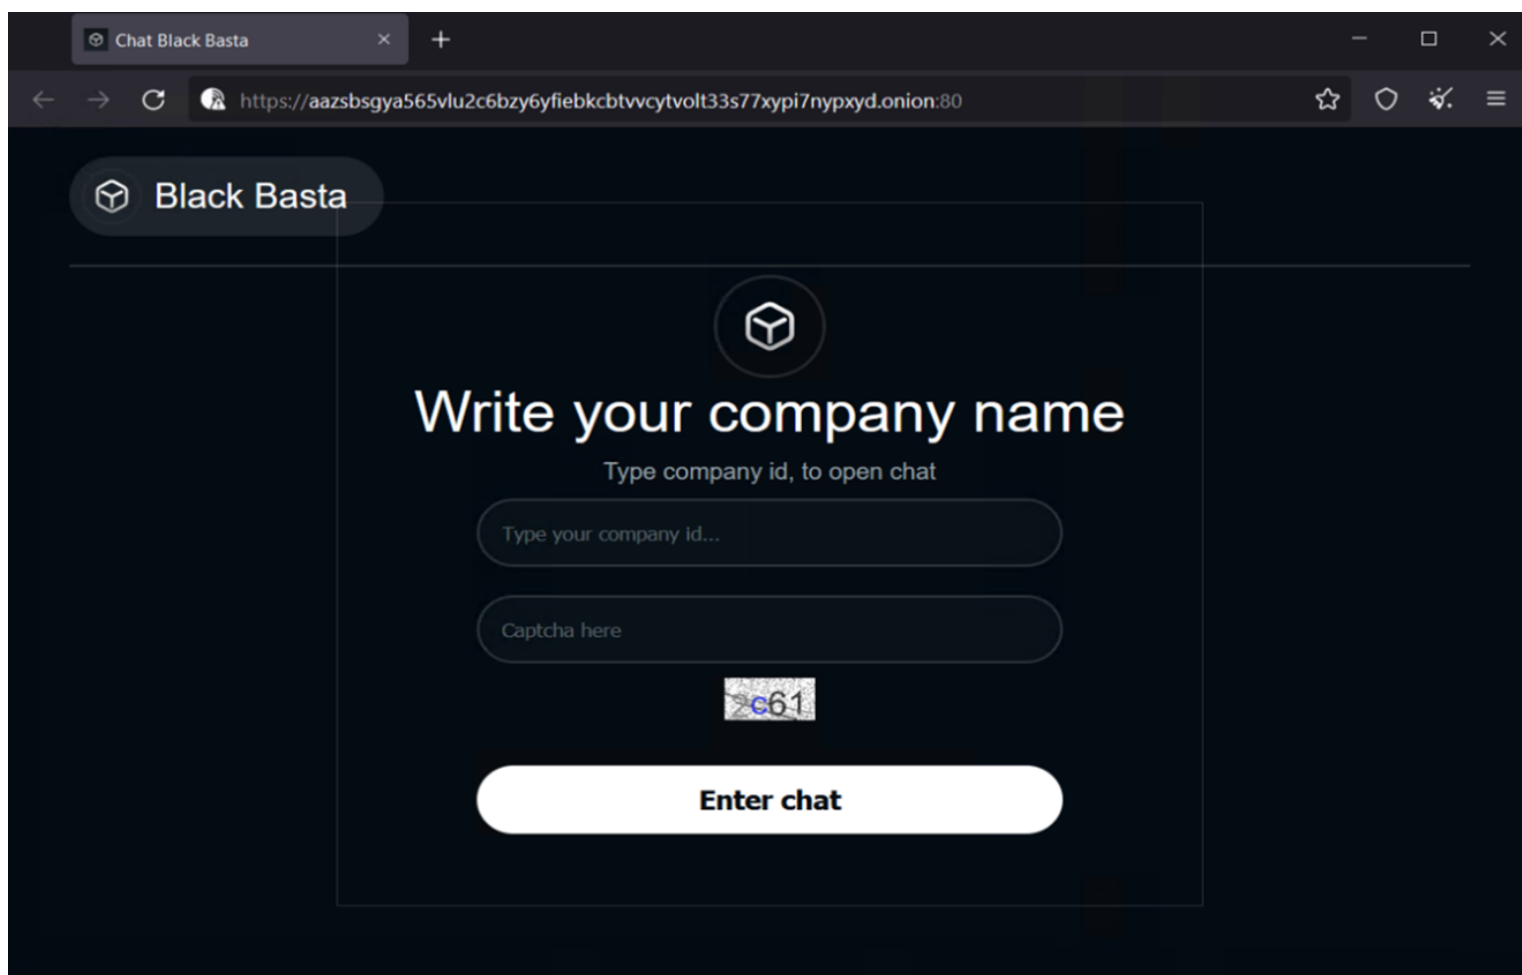 Chat Black Basta
https://aazsbsgya565vlu2c6bzy6yfiebkcbtvvcytvolt33s77xypi7nypxyd.onion:80
Black Basta
Write your company name
Type company id, to open chat
Type your company id...
Captcha here
2c61
Enter chat